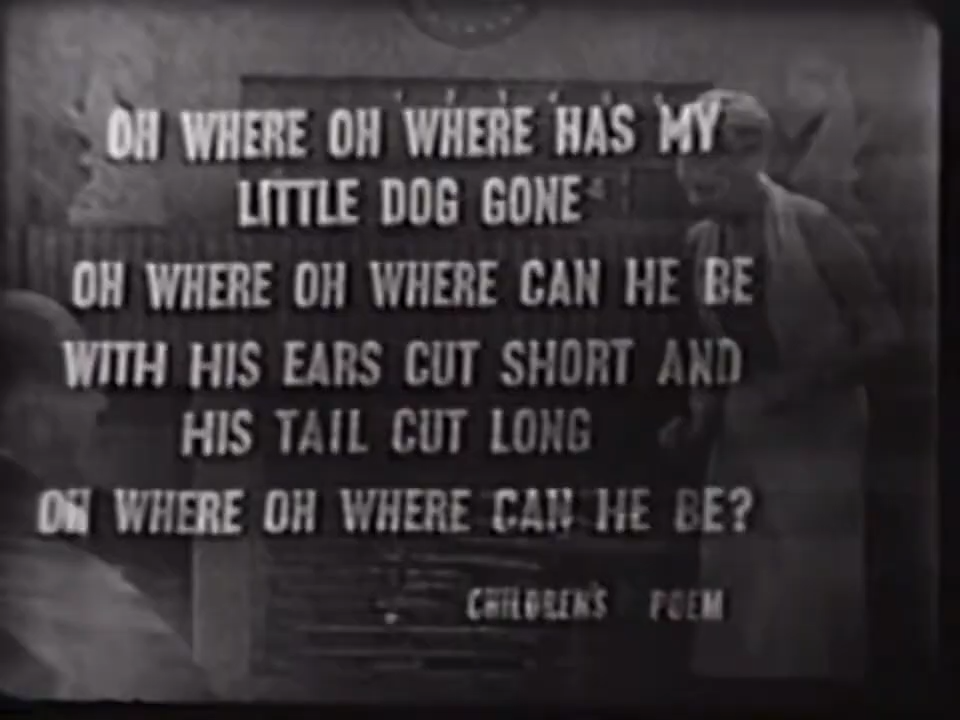 OH WHERE OH WHERE HAS MY
LITTLE DOG GONE
OH WHERE OH WHERE CAN HE BE
WITH HIS EARS CUT SHORT AND
HIS TAIL CUT LONG
OH WHERE OH WHERE CAN HE BE?
CHILDREN'S POEM